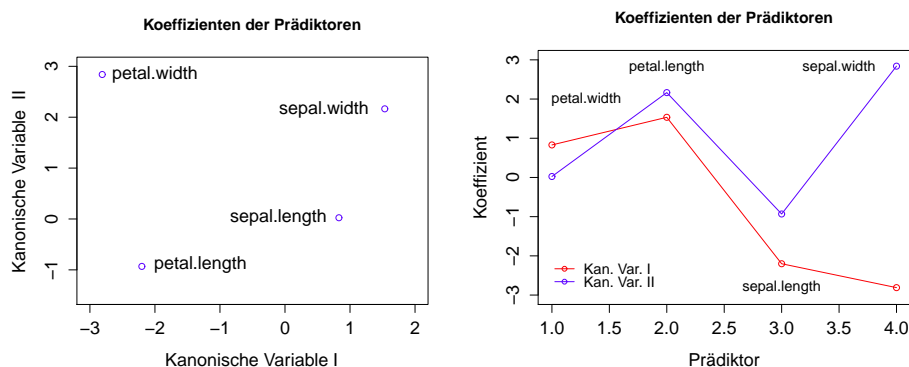 Koeffizienten der Prädiktoren
3
petal.width
sepal.width
2
1
sepal.length
0
petal.length
−1
Kanonische Variable II
−3 −2 −1 0 1 2
Kanonische Variable I
Koeffizienten der Prädiktoren
3
petal.length
sepal.width
petal.width
2
1
0
−1
−2
−3
Koeffizient
Kan. Var. I
Kan. Var. II
sepal.length
1.0 1.5 2.0 2.5 3.0 3.5 4.0
Prädiktor